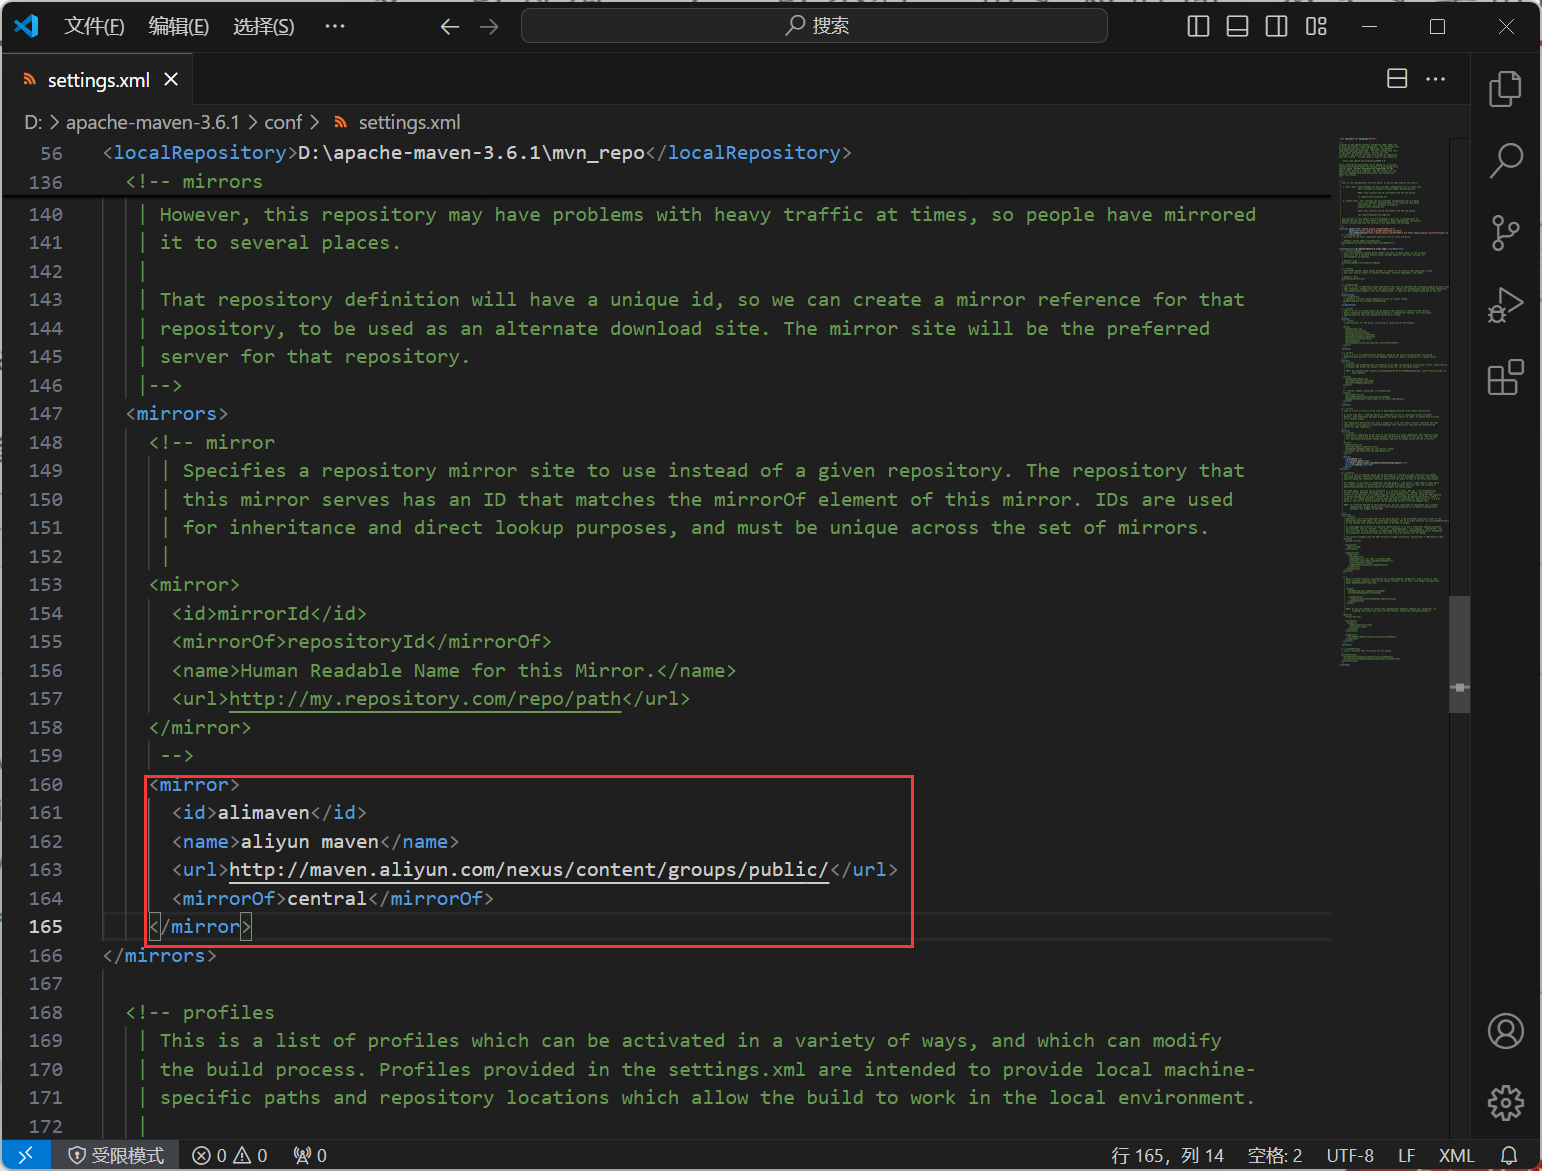 文件(F) 编辑(E) 选择(S) ··· 搜索
settings.xml
D: > apache-maven-3.6.1 > conf > settings.xml
56 <localRepository>D:\apache-maven-3.6.1\mvn_repo</localRepository>
136 <!-- mirrors
140 | However, this repository may have problems with heavy traffic at times, so people have mirrored
141 | it to several places.
142 |
143 | That repository definition will have a unique id, so we can create a mirror reference for that
144 | repository, to be used as an alternate download site. The mirror site will be the preferred
145 | server for that repository.
146 |-->
147 <mirrors>
148 <!-- mirror
149 | Specifies a repository mirror site to use instead of a given repository. The repository that
150 | this mirror serves has an ID that matches the mirrorOf element of this mirror. IDs are used
151 | for inheritance and direct lookup purposes, and must be unique across the set of mirrors.
152 |
153 <mirror>
154 <id>mirrorId</id>
155 <mirrorOf>repositoryId</mirrorOf>
156 <name>Human Readable Name for this Mirror.</name>
157 <url>http://my.repository.com/repo/path</url>
158 </mirror>
159 -->
160 <mirror>
161 <id>alimaven</id>
162 <name>aliyun maven</name>
163 <url>http://maven.aliyun.com/nexus/content/groups/public/</url>
164 <mirrorOf>central</mirrorOf>
165 </mirror>
166 </mirrors>
167
168 <!-- profiles
169 | This is a list of profiles which can be activated in a variety of ways, and which can modify
170 | the build process. Profiles provided in the settings.xml are intended to provide local machine-
171 | specific paths and repository locations which allow the build to work in the local environment.
172 |
受限模式 0 0 0 行 165, 列 14 空格: 2 UTF-8 LF XML